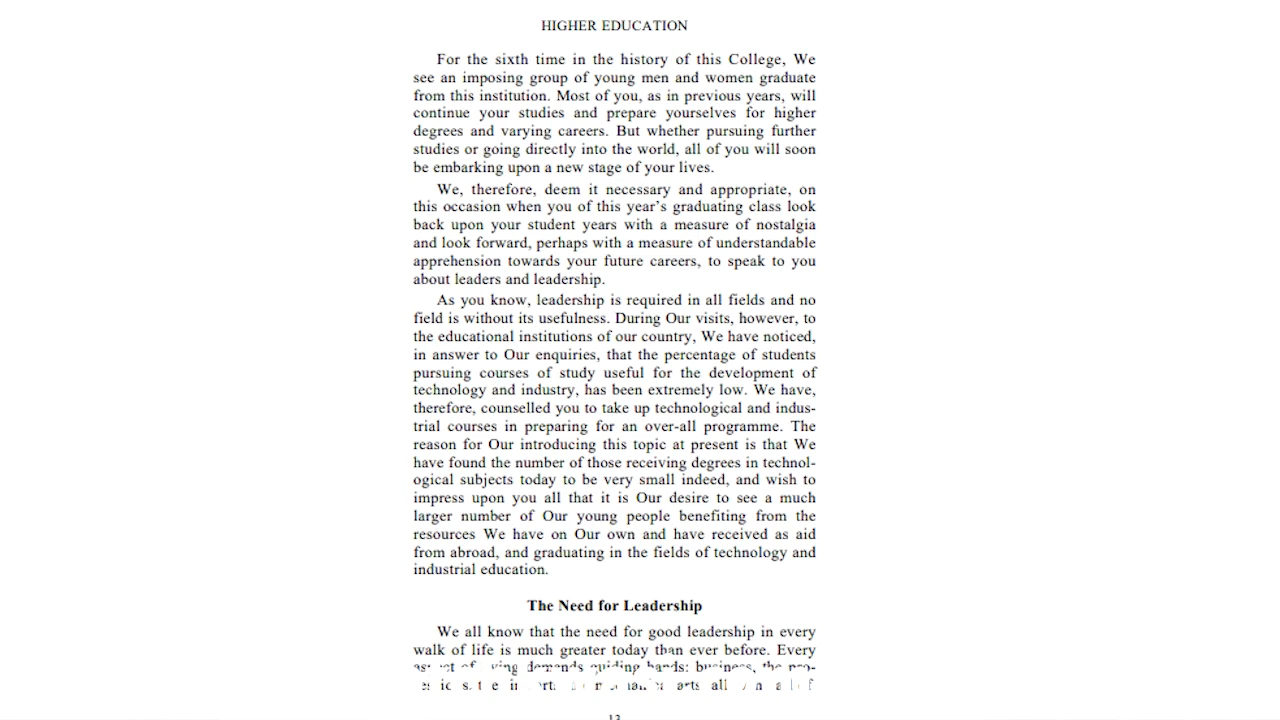 HIGHER EDUCATION
For the sixth time in the history of this College, We
see an imposing group of young men and women graduate
from this institution. Most of you, as in previous years, will
continue your studies and prepare yourselves for higher
degrees and varying careers. But whether pursuing further
studies or going directly into the world, all of you will soon
be embarking upon a new stage of your lives.
We, therefore, deem it necessary and appropriate, on
this occasion when you of this year’s graduating class look
back upon your student years with a measure of nostalgia
and look forward, perhaps with a measure of understandable
apprehension towards your future careers, to speak to you
about leaders and leadership.
As you know, leadership is required in all fields and no
field is without its usefulness. During Our visits, however, to
the educational institutions of our country, We have noticed,
in answer to Our enquiries, that the percentage of students
pursuing courses of study useful for the development of
technology and industry, has been extremely low. We have,
therefore, counselled you to take up technological and indus-
trial courses in preparing for an over-all programme. The
reason for Our introducing this topic at present is that We
have found the number of those receiving degrees in technol-
ogical subjects today to be very small indeed, and wish to
impress upon you all that it is Our desire to see a much
larger number of Our young people benefiting from the
resources We have on Our own and have received as aid
from abroad, and graduating in the fields of technology and
industrial education.
The Need for Leadership
We all know that the need for good leadership in every
walk of life is much greater today than ever before. Every
demands guiding hands: business, the
arts all